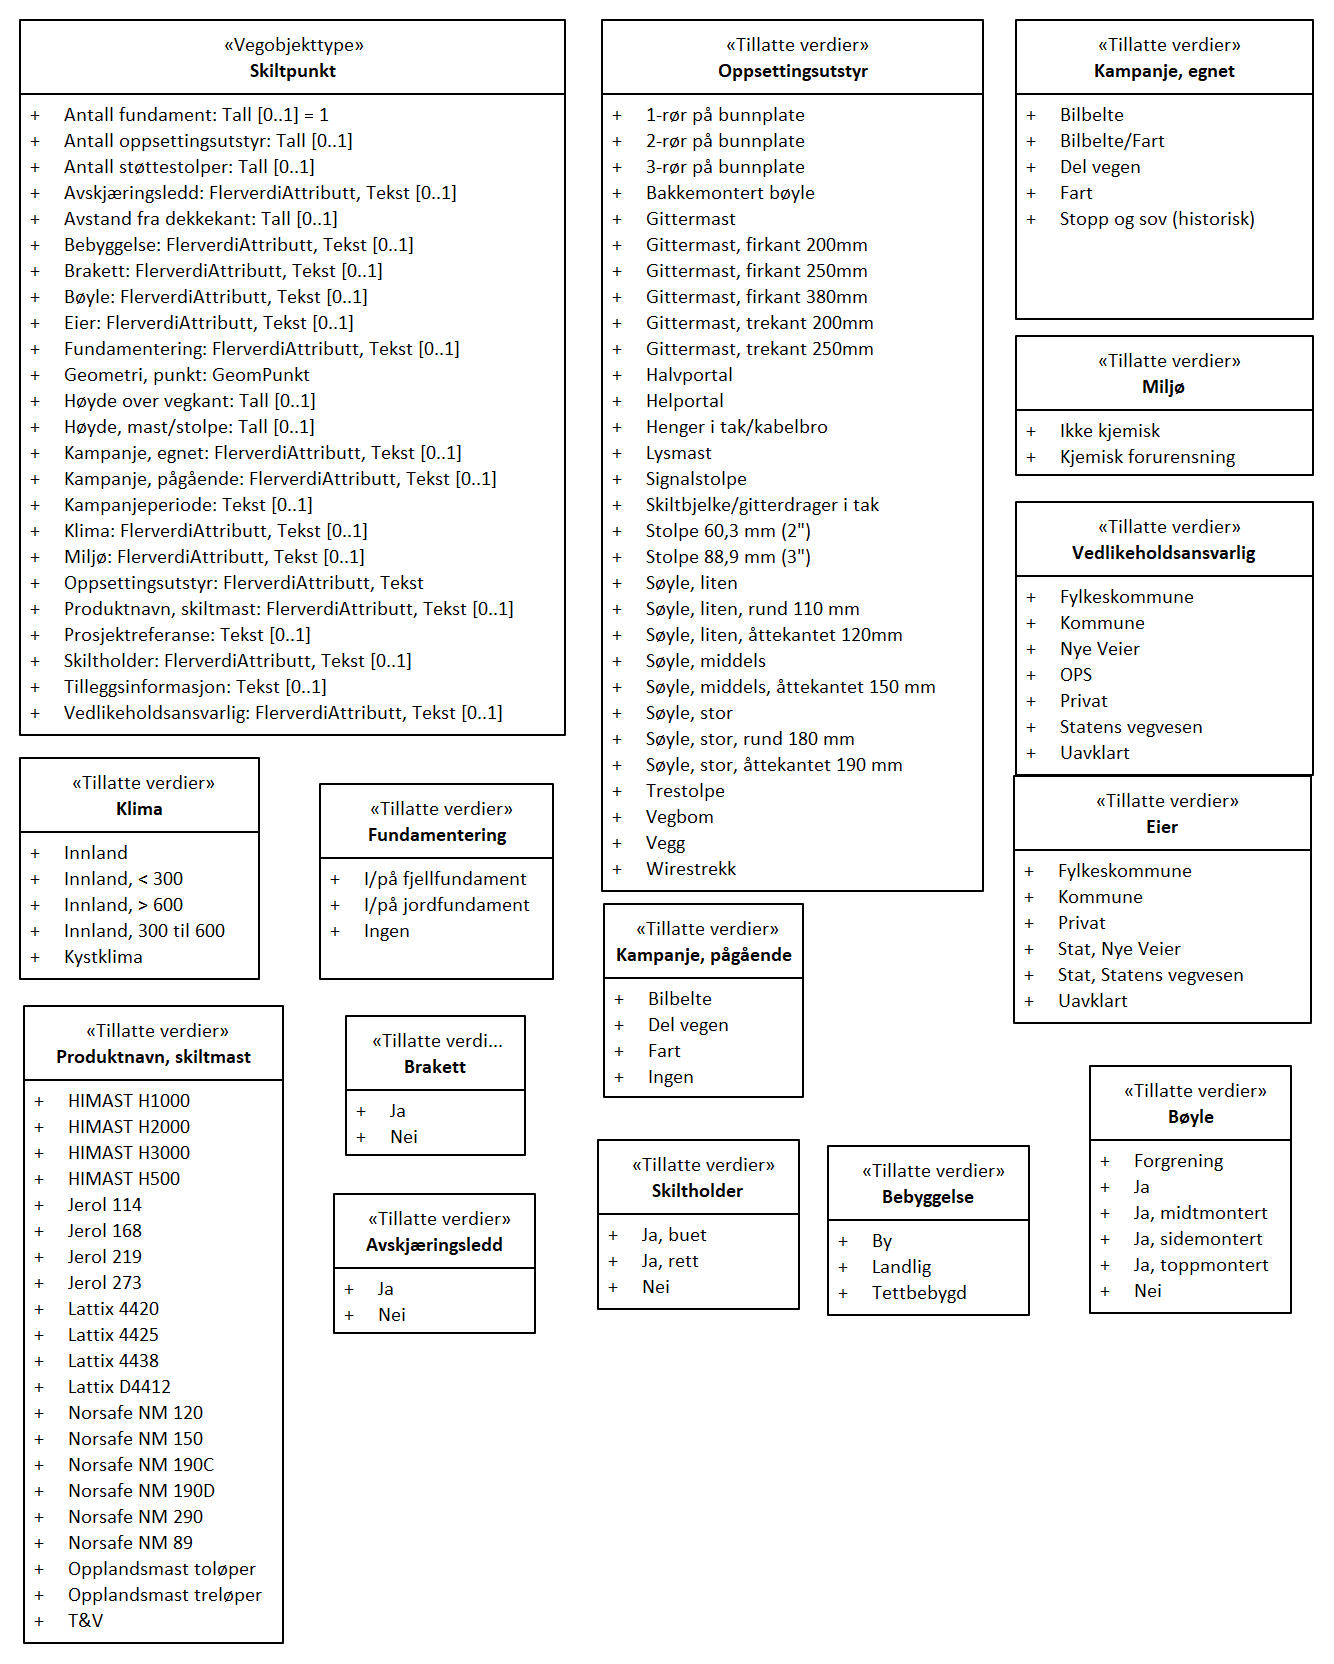 «Vegobjekttype»
Skiltpunkt
+ Antall fundament: Tall [0..1] = 1
+ Antall oppsettingsutstyr: Tall [0..1]
+ Antall støttestolper: Tall [0..1]
+ Avskjæringsledd: FlerverdiAttributt, Tekst [0..1]
+ Avstand fra dekkekant: Tall [0..1]
+ Bebyggelse: FlerverdiAttributt, Tekst [0..1]
+ Brakett: FlerverdiAttributt, Tekst [0..1]
+ Bøyle: FlerverdiAttributt, Tekst [0..1]
+ Eier: FlerverdiAttributt, Tekst [0..1]
+ Fundamentering: FlerverdiAttributt, Tekst [0..1]
+ Geometri, punkt: GeomPunkt
+ Høyde over vegkant: Tall [0..1]
+ Høyde, mast/stolpe: Tall [0..1]
+ Kampanje, egnet: FlerverdiAttributt, Tekst [0..1]
+ Kampanje, pågående: FlerverdiAttributt, Tekst [0..1]
+ Kampanjeperiode: Tekst [0..1]
+ Klima: FlerverdiAttributt, Tekst [0..1]
+ Miljø: FlerverdiAttributt, Tekst [0..1]
+ Oppsettingsutstyr: FlerverdiAttributt, Tekst
+ Produktnavn, skiltmast: FlerverdiAttributt, Tekst [0..1]
+ Prosjektreferanse: Tekst [0..1]
+ Skiltholder: FlerverdiAttributt, Tekst [0..1]
+ Tilleggsinformasjon: Tekst [0..1]
+ Vedlikeholdsansvarlig: FlerverdiAttributt, Tekst [0..1]
«Tillatte verdier»
Oppsettingsutstyr
+ 1-rør på bunnplate
+ 2-rør på bunnplate
+ 3-rør på bunnplate
+ Bakkemontert bøyle
+ Gittermast
+ Gittermast, firkant 200mm
+ Gittermast, firkant 250mm
+ Gittermast, firkant 380mm
+ Gittermast, trekant 200mm
+ Gittermast, trekant 250mm
+ Halvportal
+ Helportal
+ Henger i tak/kabelbro
+ Lysmast
+ Signalstolpe
+ Skiltbjelke/gitterdrager i tak
+ Stolpe 60,3 mm (2")
+ Stolpe 88,9 mm (3")
+ Søyle, liten
+ Søyle, liten, rund 110 mm
+ Søyle, liten, åttekantet 120mm
+ Søyle, middels
+ Søyle, middels, åttekantet 150 mm
+ Søyle, stor
+ Søyle, stor, rund 180 mm
+ Søyle, stor, åttekantet 190 mm
+ Trestolpe
+ Vegbom
+ Vegg
+ Wirestrekk
«Tillatte verdier»
Kampanje, egnet
+ Bilbelte
+ Bilbelte/Fart
+ Del vegen
+ Fart
+ Stopp og sov (historisk)
«Tillatte verdier»
Miljø
+ Ikke kjemisk
+ Kjemisk forurensning
«Tillatte verdier»
Vedlikeholdsansvarlig
+ Fylkeskommune
+ Kommune
+ Nye Veier
+ OPS
+ Privat
+ Statens vegvesen
+ Uavklart
«Tillatte verdier»
Eier
+ Fylkeskommune
+ Kommune
+ Privat
+ Stat, Nye Veier
+ Stat, Statens vegvesen
+ Uavklart
«Tillatte verdier»
Klima
+ Innland
+ Innland, < 300
+ Innland, > 600
+ Innland, 300 til 600
+ Kystklima
«Tillatte verdier»
Fundamentering
+ I/på fjellfundament
+ I/på jordfundament
+ Ingen
«Tillatte verdier»
Kampanje, pågående
+ Bilbelte
+ Del vegen
+ Fart
+ Ingen
«Tillatte verdier»
Produktnavn, skiltmast
+ HIMAST H1000
+ HIMAST H2000
+ HIMAST H3000
+ HIMAST H500
+ Jerol 114
+ Jerol 168
+ Jerol 219
+ Jerol 273
+ Lattix 4420
+ Lattix 4425
+ Lattix 4438
+ Lattix D4412
+ Norsafe NM 120
+ Norsafe NM 150
+ Norsafe NM 190C
+ Norsafe NM 190D
+ Norsafe NM 290
+ Norsafe NM 89
+ Opplandsmast toløper
+ Opplandsmast treløper
+ T&V
«Tillatte verdi...
Brakett
+ Ja
+ Nei
«Tillatte verdier»
Avskjæringsledd
+ Ja
+ Nei
«Tillatte verdier»
Skiltholder
+ Ja, buet
+ Ja, rett
+ Nei
«Tillatte verdier»
Bebyggelse
+ By
+ Landlig
+ Tettbebygd
«Tillatte verdier»
Bøyle
+ Forgrening
+ Ja
+ Ja, midtmontert
+ Ja, sidemontert
+ Ja, toppmontert
+ Nei